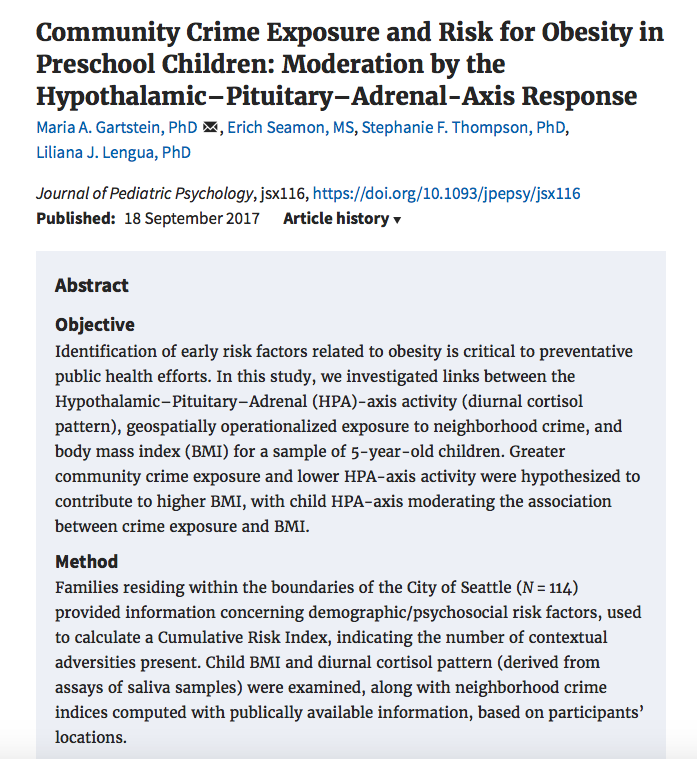 Community Crime Exposure and Risk for Obesity in
Preschool Children: Moderation by the
Hypothalamic–Pituitary–Adrenal-Axis Response
Maria A. Gartstein, PhD ✉, Erich Seamon, MS, Stephanie F. Thompson, PhD,
Liliana J. Lengua, PhD
Journal of Pediatric Psychology, jsx116, https://doi.org/10.1093/jpepsy/jsx116
Published: 18 September 2017 Article history ▾
Abstract
Objective
Identification of early risk factors related to obesity is critical to preventative
public health efforts. In this study, we investigated links between the
Hypothalamic–Pituitary–Adrenal (HPA)-axis activity (diurnal cortisol
pattern), geospatially operationalized exposure to neighborhood crime, and
body mass index (BMI) for a sample of 5-year-old children. Greater
community crime exposure and lower HPA-axis activity were hypothesized to
contribute to higher BMI, with child HPA-axis moderating the association
between crime exposure and BMI.
Method
Families residing within the boundaries of the City of Seattle (N = 114)
provided information concerning demographic/psychosocial risk factors, used
to calculate a Cumulative Risk Index, indicating the number of contextual
adversities present. Child BMI and diurnal cortisol pattern (derived from
assays of saliva samples) were examined, along with neighborhood crime
indices computed with publically available information, based on participants’
locations.